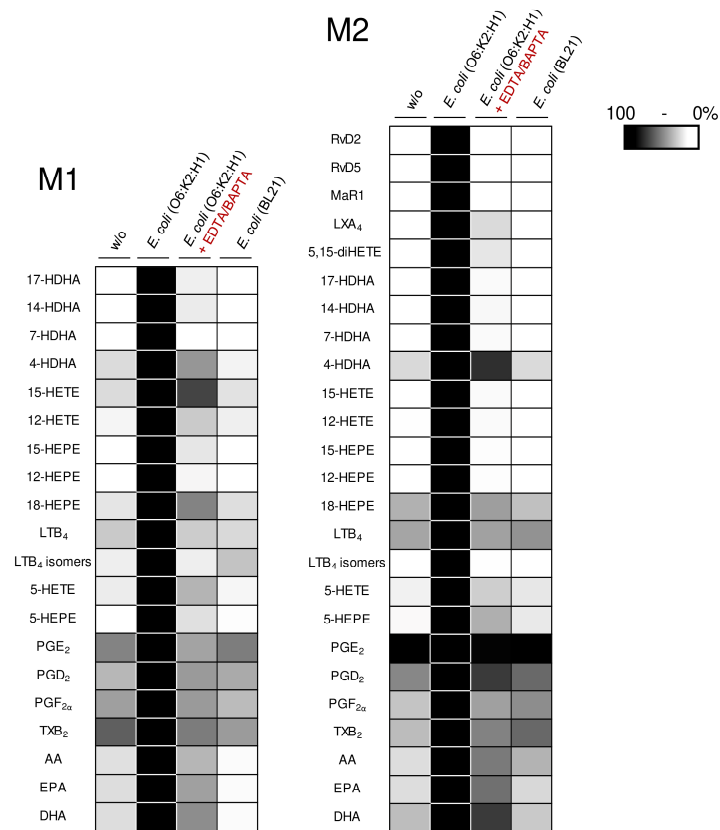 M2
w/o
E. coli (O6:K2:H1)
E. coli (O6:K2:H1)
+ EDTA/BAPTA
E. coli (BL21)
100 - 0%
RvD2
RvD5
MaR1
LXA₄
5,15-diHETE
17-HDHA
14-HDHA
7-HDHA
4-HDHA
15-HETE
12-HETE
15-HEPE
12-HEPE
18-HEPE
LTB₄
LTB₄ isomers
5-HETE
5-HEPE
PGE₂
PGD₂
PGF₂α
TXB₂
AA
EPA
DHA
M1
w/o
E. coli (O6:K2:H1)
E. coli (O6:K2:H1)
+ EDTA/BAPTA
E. coli (BL21)
17-HDHA
14-HDHA
7-HDHA
4-HDHA
15-HETE
12-HETE
15-HEPE
12-HEPE
18-HEPE
LTB₄
LTB₄ isomers
5-HETE
5-HEPE
PGE₂
PGD₂
PGF₂α
TXB₂
AA
EPA
DHA